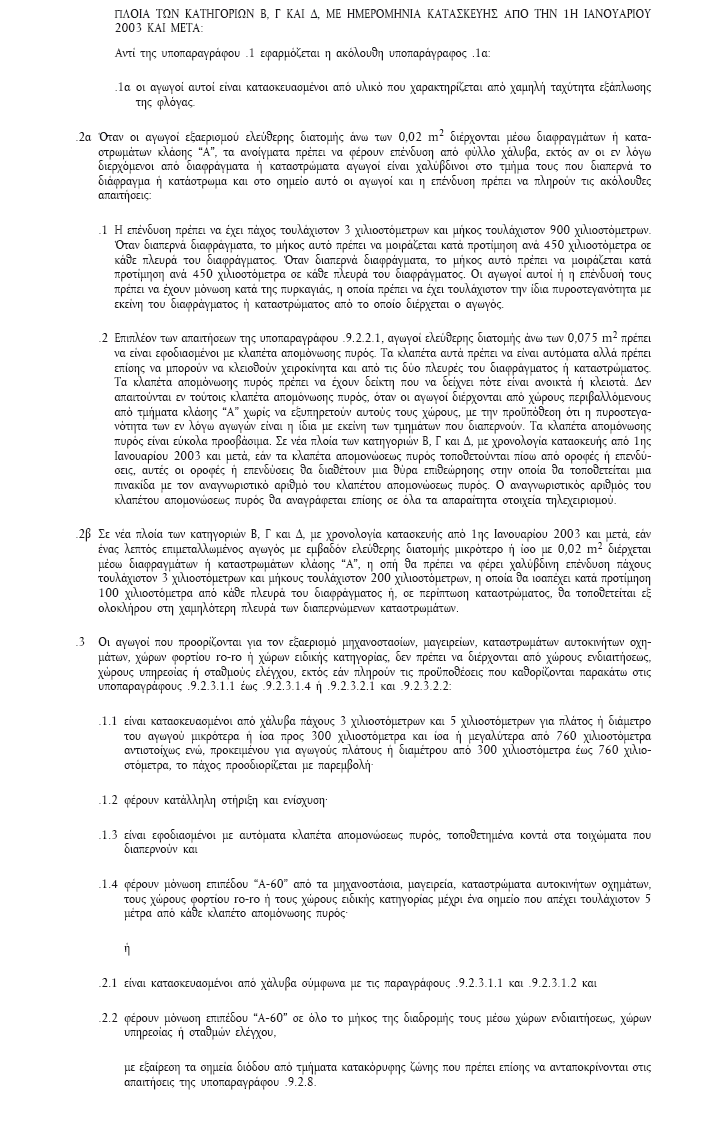 ΠΛΟΙΑ ΤΩΝ ΚΑΤΗΓΟΡΙΩΝ Β, Γ ΚΑΙ Δ, ΜΕ ΗΜΕΡΟΜΗΝΙΑ ΚΑΤΑΣΚΕΥΗΣ ΑΠΟ ΤΗΝ 1Η ΙΑΝΟΥΑΡΙΟΥ
2003 ΚΑΙ ΜΕΤΑ:
Αντί της υποπαραγράφου .1 εφαρμόζεται η ακόλουθη υποπαράγραφος .1α:
.1α οι αγωγοί αυτοί είναι κατασκευασμένοι από υλικό που χαρακτηρίζεται από χαμηλή ταχύτητα εξάπλωσης
της φλόγας.
.2α Όταν οι αγωγοί εξαερισμού ελεύθερης διατομής άνω των 0,02 m² διέρχονται μέσω διαφραγμάτων ή κατα-
στρωμάτων κλάσης “Α”, τα ανοίγματα πρέπει να φέρουν επένδυση από φύλλο χάλυβα, εκτός αν οι εν λόγω
διερχόμενοι από διαφράγματα ή καταστρώματα αγωγοί είναι χαλύβδινοι στο τμήμα τους που διαπερνά το
διάφραγμα ή κατάστρωμα και στο σημείο αυτό οι αγωγοί και η επένδυση πρέπει να πληρούν τις ακόλουθες
απαιτήσεις:
.1 Η επένδυση πρέπει να έχει πάχος τουλάχιστον 3 χιλιοστόμετρων και μήκος τουλάχιστον 900 χιλιοστόμετρων.
Όταν διαπερνά διαφράγματα, το μήκος αυτό πρέπει να μοιράζεται κατά προτίμηση ανά 450 χιλιοστόμετρα σε
κάθε πλευρά του διαφράγματος. Όταν διαπερνά διαφράγματα, το μήκος αυτό πρέπει να μοιράζεται κατά
προτίμηση ανά 450 χιλιοστόμετρα σε κάθε πλευρά του διαφράγματος. Οι αγωγοί αυτοί ή η επένδυσή τους
πρέπει να έχουν μόνωση κατά της πυρκαγιάς, η οποία πρέπει να έχει τουλάχιστον την ίδια πυροστεγανότητα με
εκείνη του διαφράγματος ή καταστρώματος από το οποίο διέρχεται ο αγωγός.
.2 Επιπλέον των απαιτήσεων της υποπαραγράφου .9.2.2.1, αγωγοί ελεύθερης διατομής άνω των 0,075 m² πρέπει
να είναι εφοδιασμένοι με κλαπέτα απομόνωσης πυρός. Τα κλαπέτα αυτά πρέπει να είναι αυτόματα αλλά πρέπει
επίσης να μπορούν να κλεισθούν χειροκίνητα και από τις δύο πλευρές του διαφράγματος ή καταστρώματος.
Τα κλαπέτα απομόνωσης πυρός πρέπει να έχουν δείκτη που να δείχνει πότε είναι ανοικτά ή κλειστά. Δεν
απαιτούνται εν τούτοις κλαπέτα απομόνωσης πυρός, όταν οι αγωγοί διέρχονται από χώρους περιβαλλόμενους
από τμήματα κλάσης “Α” χωρίς να εξυπηρετούν αυτούς τους χώρους, με την προϋπόθεση ότι η πυροστεγα-
νότητα των εν λόγω αγωγών είναι η ίδια με εκείνη των τμημάτων που διαπερνούν. Τα κλαπέτα απομόνωσης
πυρός είναι εύκολα προσβάσιμα. Σε νέα πλοία των κατηγοριών Β, Γ και Δ, με χρονολογία κατασκευής από 1ης
Ιανουαρίου 2003 και μετά, εάν τα κλαπέτα απομονώσεως πυρός τοποθετούνται πίσω από οροφές ή επενδύ-
σεις, αυτές οι οροφές ή επενδύσεις θα διαθέτουν μια θύρα επιθεώρησης στην οποία θα τοποθετείται μια
πινακίδα με τον αναγνωριστικό αριθμό του κλαπέτου απομονώσεως πυρός. Ο αναγνωριστικός αριθμός του
κλαπέτου απομονώσεως πυρός θα αναγράφεται επίσης σε όλα τα απαραίτητα στοιχεία τηλεχειρισμού.
.2β Σε νέα πλοία των κατηγοριών Β, Γ και Δ, με χρονολογία κατασκευής από 1ης Ιανουαρίου 2003 και μετά, εάν
ένας λεπτός επιμεταλλωμένος αγωγός με εμβαδόν ελεύθερης διατομής μικρότερο ή ίσο με 0,02 m² διέρχεται
μέσω διαφραγμάτων ή καταστρωμάτων κλάσης “Α”, η οπή θα πρέπει να φέρει χαλύβδινη επένδυση πάχους
τουλάχιστον 3 χιλιοστόμετρων και μήκους τουλάχιστον 200 χιλιοστόμετρων, η οποία θα ισαπέχει κατά προτίμηση
100 χιλιοστόμετρα από κάθε πλευρά του διαφράγματος ή, σε περίπτωση καταστρώματος, θα τοποθετείται εξ
ολοκλήρου στη χαμηλότερη πλευρά των διαπερνώμενων καταστρωμάτων.
.3 Οι αγωγοί που προορίζονται για τον εξαερισμό μηχανοστασίων, μαγειρείων, καταστρωμάτων αυτοκινήτων οχη-
μάτων, χώρων φορτίου ro-ro ή χώρων ειδικής κατηγορίας, δεν πρέπει να διέρχονται από χώρους ενδιαιτήσεως,
χώρους υπηρεσίας ή σταθμούς ελέγχου, εκτός εάν πληρούν τις προϋποθέσεις που καθορίζονται παρακάτω στις
υποπαραγράφους .9.2.3.1.1 έως .9.2.3.1.4 ή .9.2.3.2.1 και .9.2.3.2.2:
.1.1 είναι κατασκευασμένοι από χάλυβα πάχους 3 χιλιοστόμετρων και 5 χιλιοστόμετρων για πλάτος ή διάμετρο
του αγωγού μικρότερα ή ίσα προς 300 χιλιοστόμετρα και ίσα ή μεγαλύτερα από 760 χιλιοστόμετρα
αντιστοίχως ενώ, προκειμένου για αγωγούς πλάτους ή διαμέτρου από 300 χιλιοστόμετρα έως 760 χιλιο-
στόμετρα, το πάχος προσδιορίζεται με παρεμβολή·
.1.2 φέρουν κατάλληλη στήριξη και ενίσχυση·
.1.3 είναι εφοδιασμένοι με αυτόματα κλαπέτα απομονώσεως πυρός, τοποθετημένα κοντά στα τοιχώματα που
διαπερνούν και
.1.4 φέρουν μόνωση επιπέδου “Α-60” από τα μηχανοστάσια, μαγειρεία, καταστρώματα αυτοκινήτων οχημάτων,
τους χώρους φορτίου ro-ro ή τους χώρους ειδικής κατηγορίας μέχρι ένα σημείο που απέχει τουλάχιστον 5
μέτρα από κάθε κλαπέτο απομόνωσης πυρός·
ή
.2.1 είναι κατασκευασμένοι από χάλυβα σύμφωνα με τις παραγράφους .9.2.3.1.1 και .9.2.3.1.2 και
.2.2 φέρουν μόνωση επιπέδου “Α-60” σε όλο το μήκος της διαδρομής τους μέσω χώρων ενδιαιτήσεως, χώρων
υπηρεσίας ή σταθμών ελέγχου,
με εξαίρεση τα σημεία διόδου από τμήματα κατακόρυφης ζώνης που πρέπει επίσης να ανταποκρίνονται στις
απαιτήσεις της υποπαραγράφου .9.2.8.